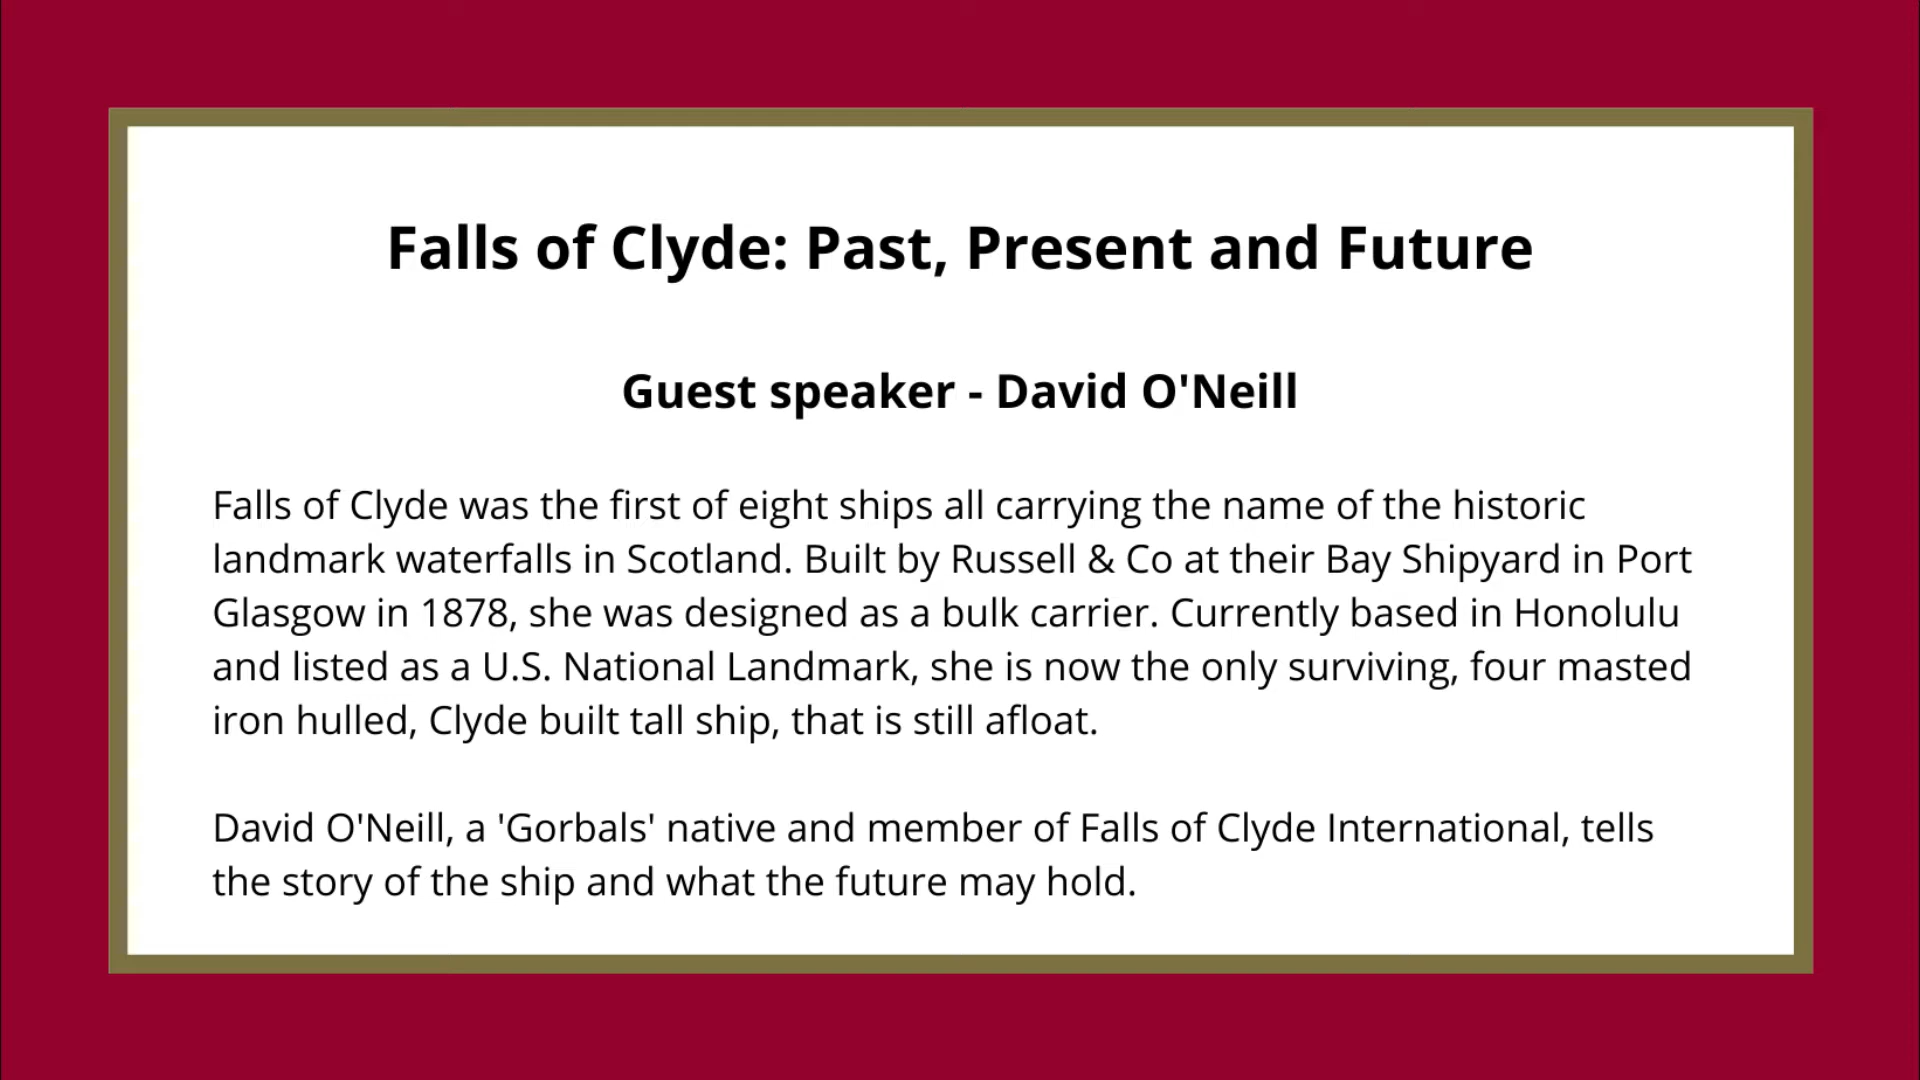 Falls of Clyde: Past, Present and Future
Guest speaker - David O'Neill
Falls of Clyde was the first of eight ships all carrying the name of the historic
landmark waterfalls in Scotland. Built by Russell & Co at their Bay Shipyard in Port
Glasgow in 1878, she was designed as a bulk carrier. Currently based in Honolulu
and listed as a U.S. National Landmark, she is now the only surviving, four masted
iron hulled, Clyde built tall ship, that is still afloat.
David O'Neill, a 'Gorbals' native and member of Falls of Clyde International, tells
the story of the ship and what the future may hold.